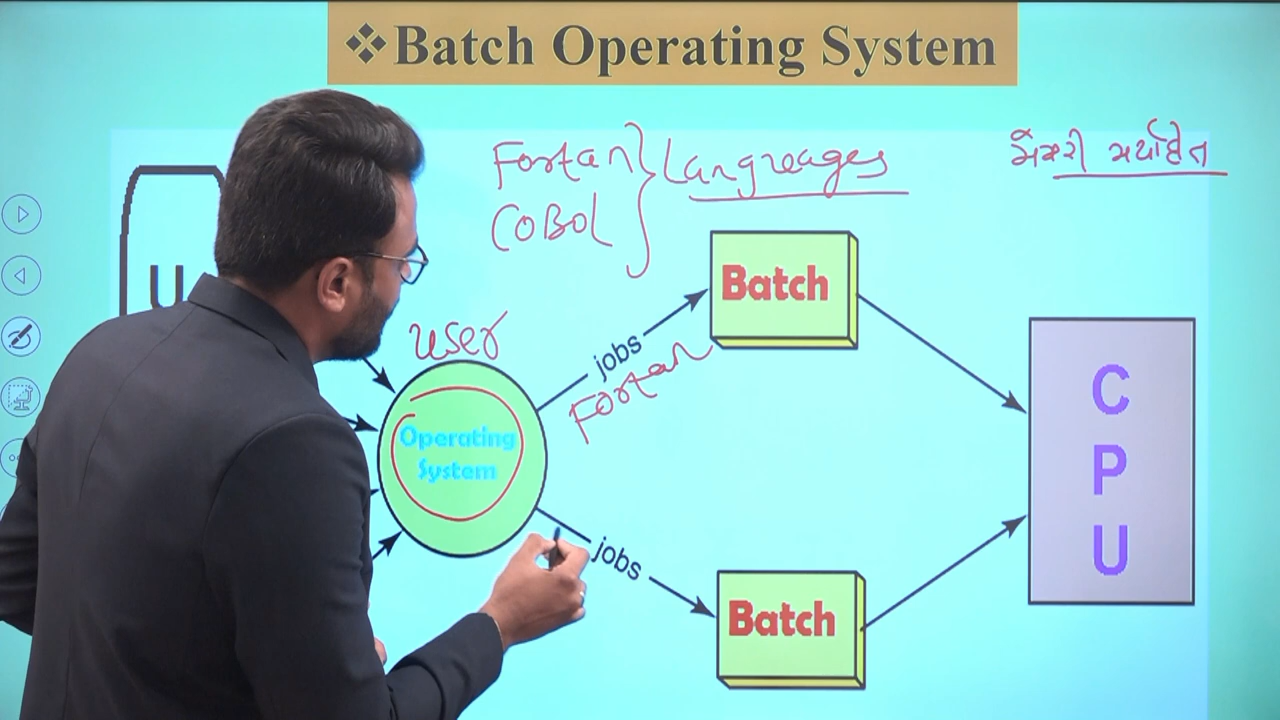 ❖Batch Operating System
Fortan } Languages
COBOL
મેમરી મર્યાદિત
U
Batch
user
jobs
Fortan
Operating
System
C
P
U
jobs
Batch